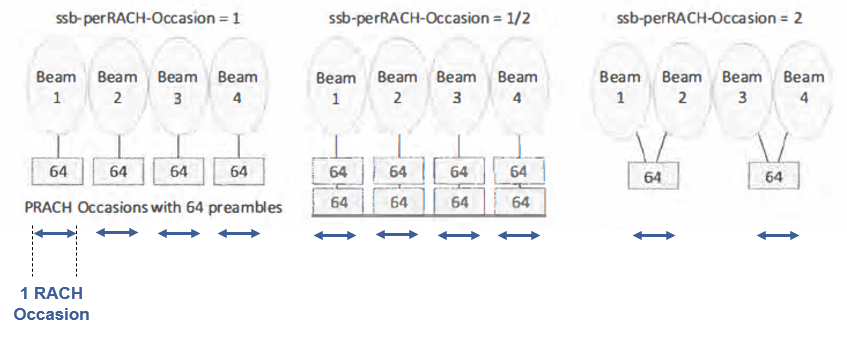 ssb-perRACH-Occasion = 1
Beam 1
Beam 2
Beam 3
Beam 4
64 64 64 64
PRACH Occasions with 64 preambles
1 RACH
Occasion
ssb-perRACH-Occasion = 1/2
Beam 1
Beam 2
Beam 3
Beam 4
64 64 64 64
64 64 64 64
ssb-perRACH-Occasion = 2
Beam 1
Beam 2
Beam 3
Beam 4
64 64